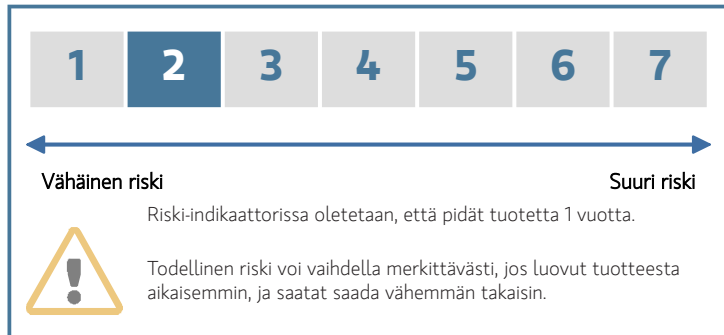 1 2 3 4 5 6 7
Vähäinen riski Suuri riski
Riski-indikaattorissa oletetaan, että pidät tuotetta 1 vuotta.
Todellinen riski voi vaihdella merkittävästi, jos luovut tuotteesta
aikaisemmin, ja saatat saada vähemmän takaisin.